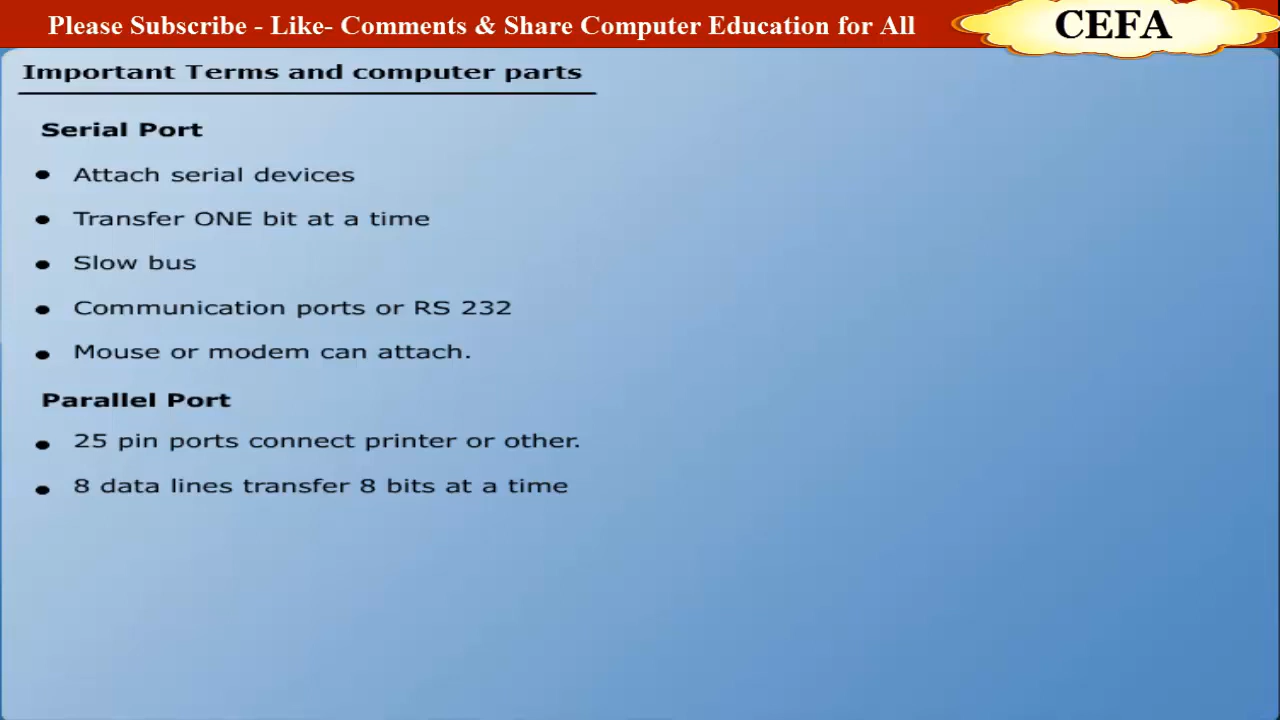 Please Subscribe - Like- Comments & Share Computer Education for All
CEFA
Important Terms and computer parts
Serial Port
• Attach serial devices
• Transfer ONE bit at a time
• Slow bus
• Communication ports or RS 232
• Mouse or modem can attach.
Parallel Port
• 25 pin ports connect printer or other.
• 8 data lines transfer 8 bits at a time